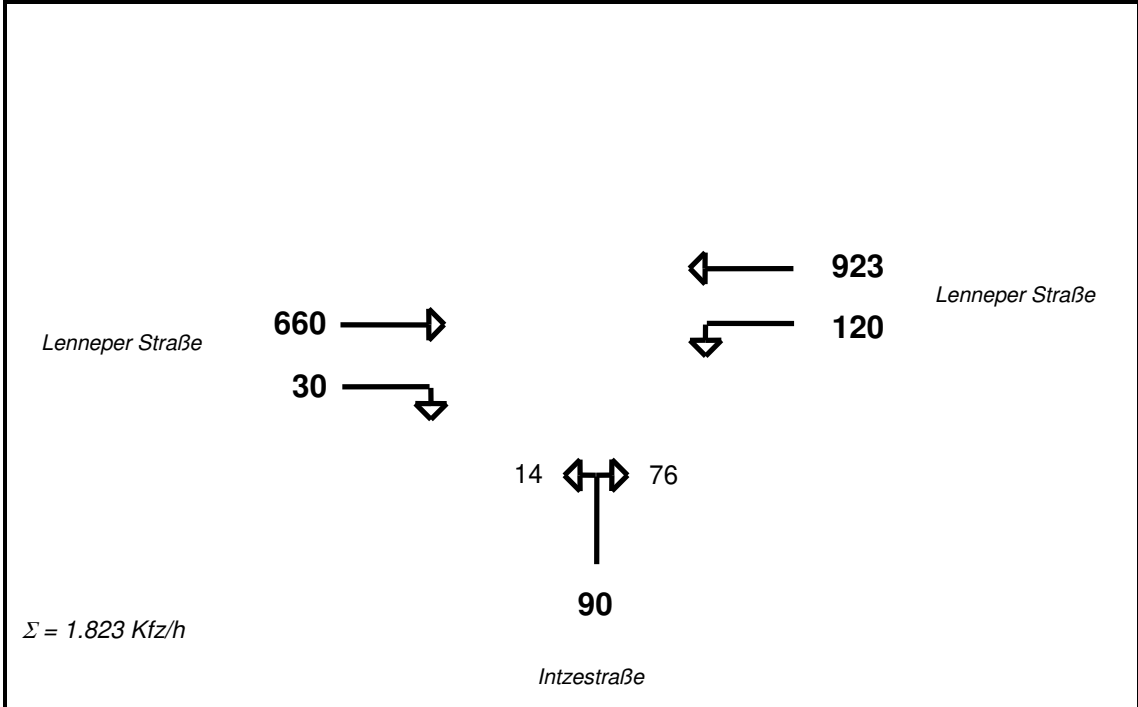 923
Lenneper Straße
660
120
Lenneper Straße
30
14
76
90
Σ = 1.823 Kfz/h
Intzestraße